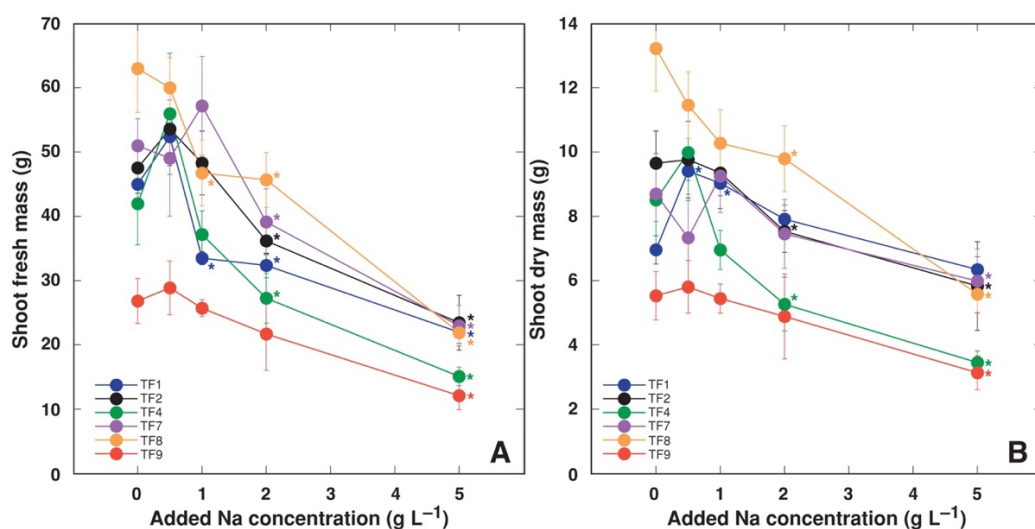 70
60
50
40
30
20
10
0
Shoot fresh mass (g)
TF1
TF2
TF4
TF7
TF8
TF9
A
* * * * * * * * * * * *
0 1 2 3 4 5
Added Na concentration (g L⁻¹)
14
12
10
8
6
4
2
0
Shoot dry mass (g)
TF1
TF2
TF4
TF7
TF8
TF9
B
* * * * * * * * * *
0 1 2 3 4 5
Added Na concentration (g L⁻¹)